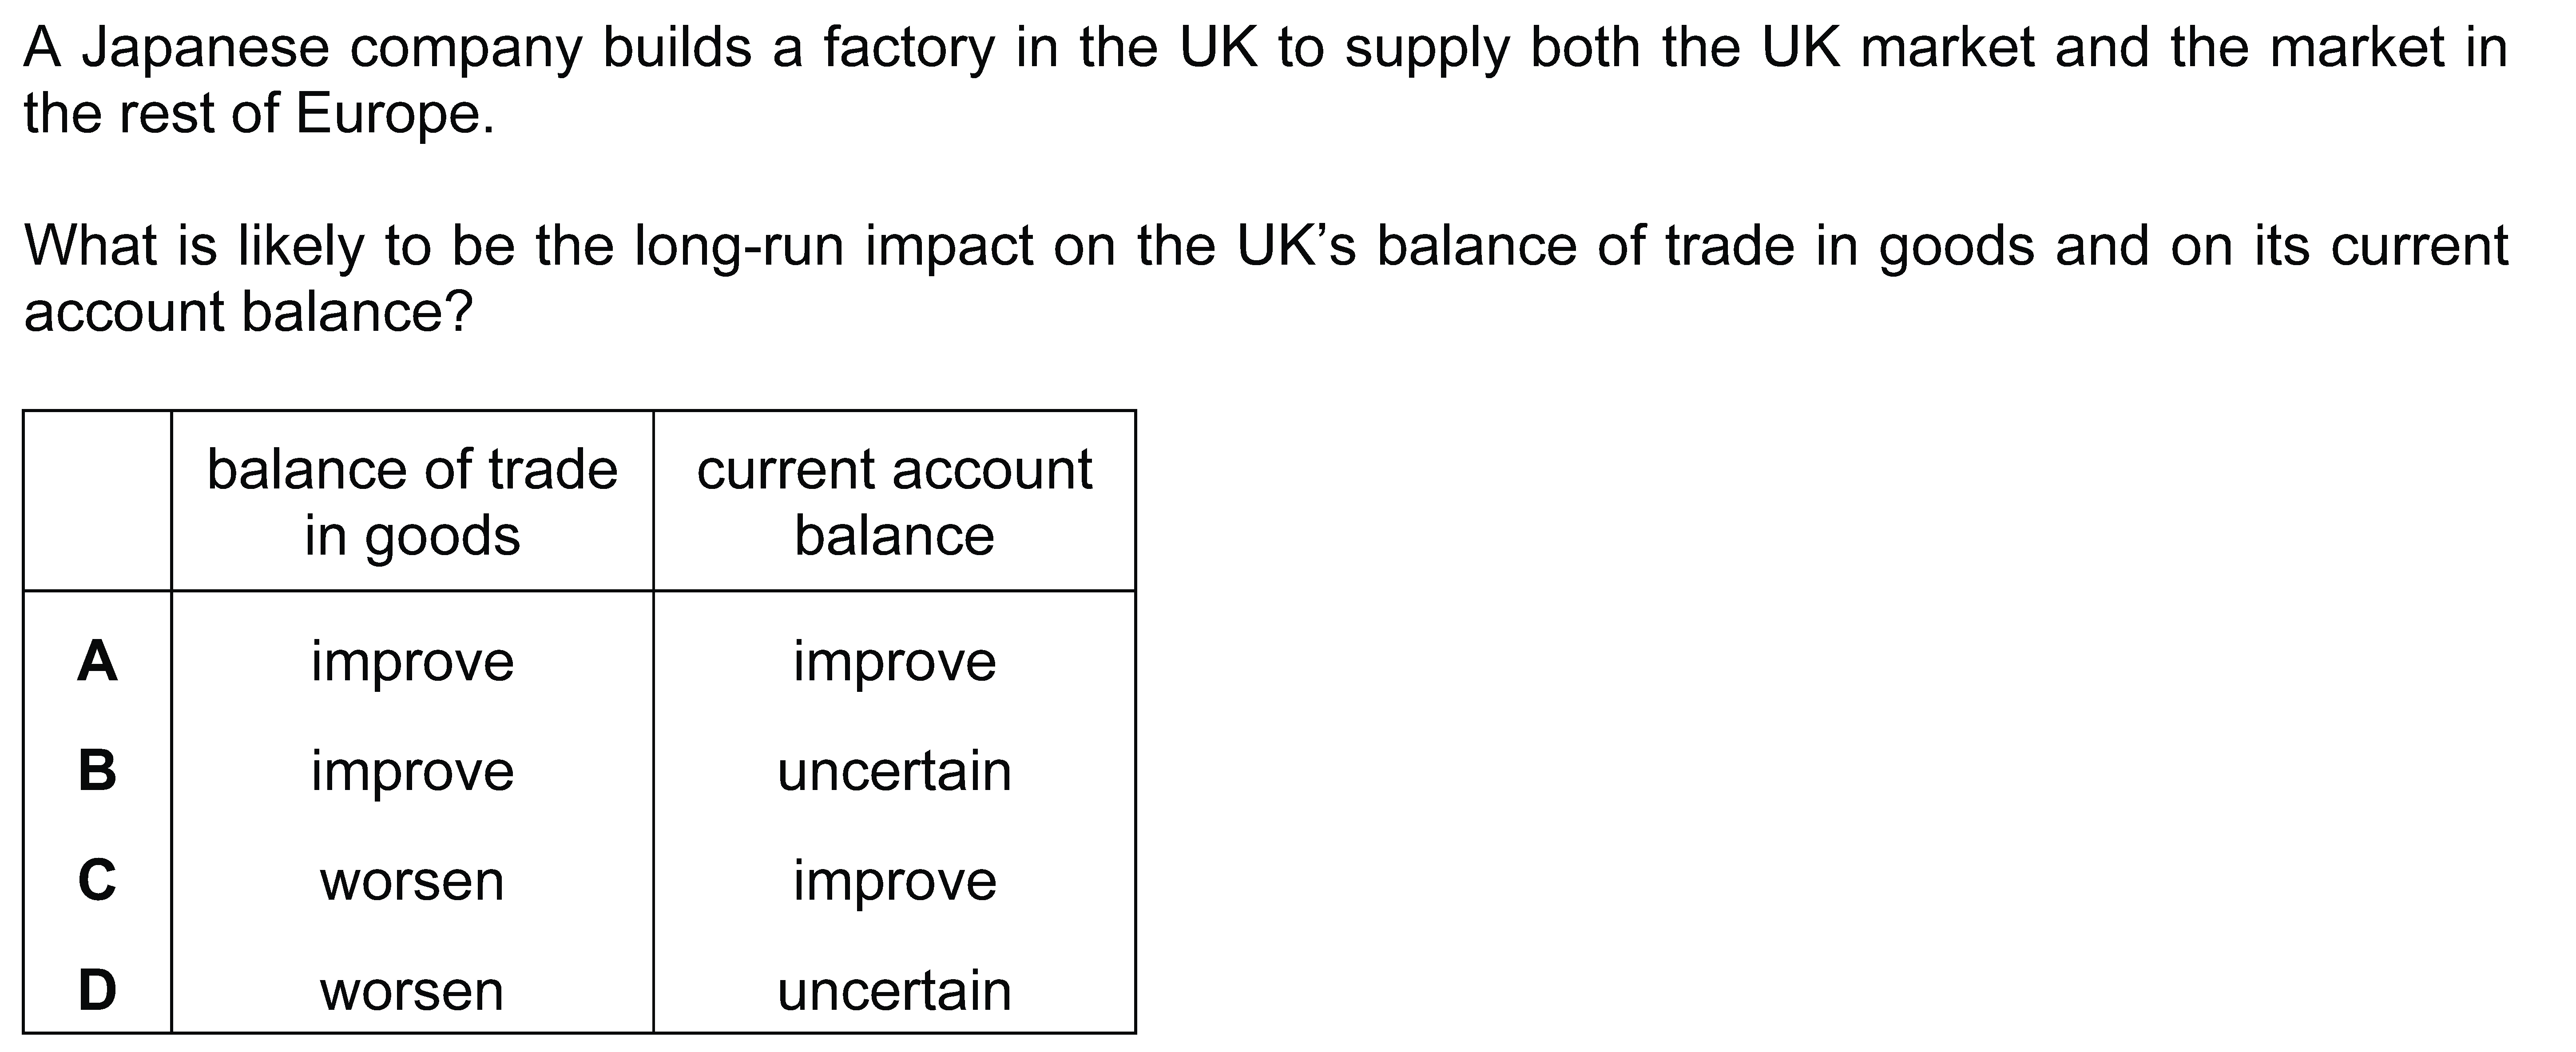 A Japanese company builds a factory in the UK to supply both the UK market and the market in
the rest of Europe.
What is likely to be the long-run impact on the UK’s balance of trade in goods and on its current
account balance?
balance of trade
in goods
current account
balance
A improve improve
B improve uncertain
C worsen improve
D worsen uncertain